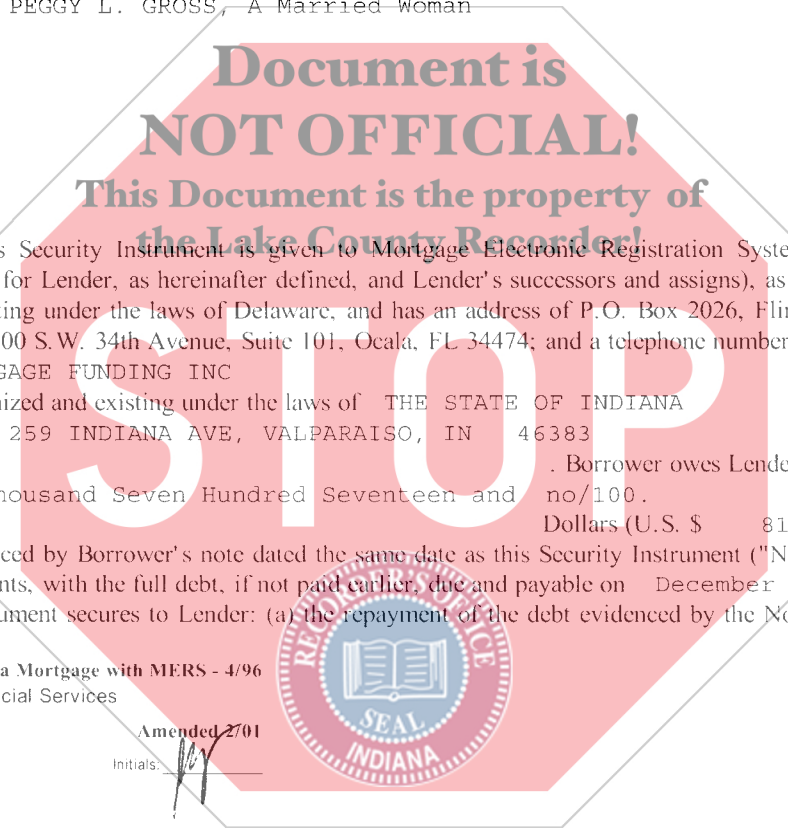 PEGGY L. GROSS, A Married Woman
Document is
NOT OFFICIAL!
This Document is the property of
the Lake County Recorder!
s Security Instrument is given to Mortgage Electronic Registration Syste
for Lender, as hereinafter defined, and Lender's successors and assigns), as
ting under the laws of Delaware, and has an address of P.O. Box 2026, Fli
00 S.W. 34th Avenue, Suite 101, Ocala, FL 34474; and a telephone number
GAGE FUNDING INC
nized and existing under the laws of THE STATE OF INDIANA
259 INDIANA AVE, VALPARAISO, IN 46383
. Borrower owes Lende
STOP
housand Seven Hundred Seventeen and no/100.
Dollars (U.S. $ 81
ced by Borrower's note dated the same date as this Security Instrument ("N
nts, with the full debt, if not paid earlier, due and payable on December
ument secures to Lender: (a) the repayment of the debt evidenced by the No
RECORDER'S OFFICE
SEAL
INDIANA
a Mortgage with MERS - 4/96
cial Services
Amended 2/01
Initials: